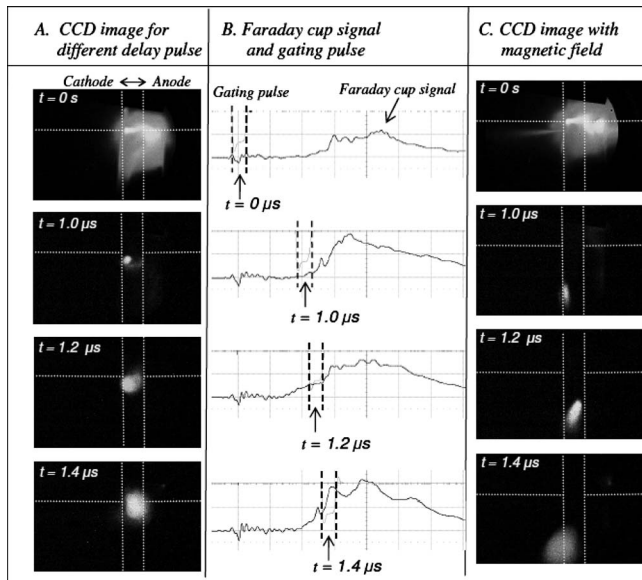 A. CCD image for
different delay pulse
B. Faraday cup signal
and gating pulse
C. CCD image with
magnetic field
Cathode ↔ Anode
t = 0 s
t = 1.0 μs
t = 1.2 μs
t = 1.4 μs
Gating pulse
Faraday cup signal
t = 0 μs
t = 1.0 μs
t = 1.2 μs
t = 1.4 μs
t = 0 s
t = 1.0 μs
t = 1.2 μs
t = 1.4 μs